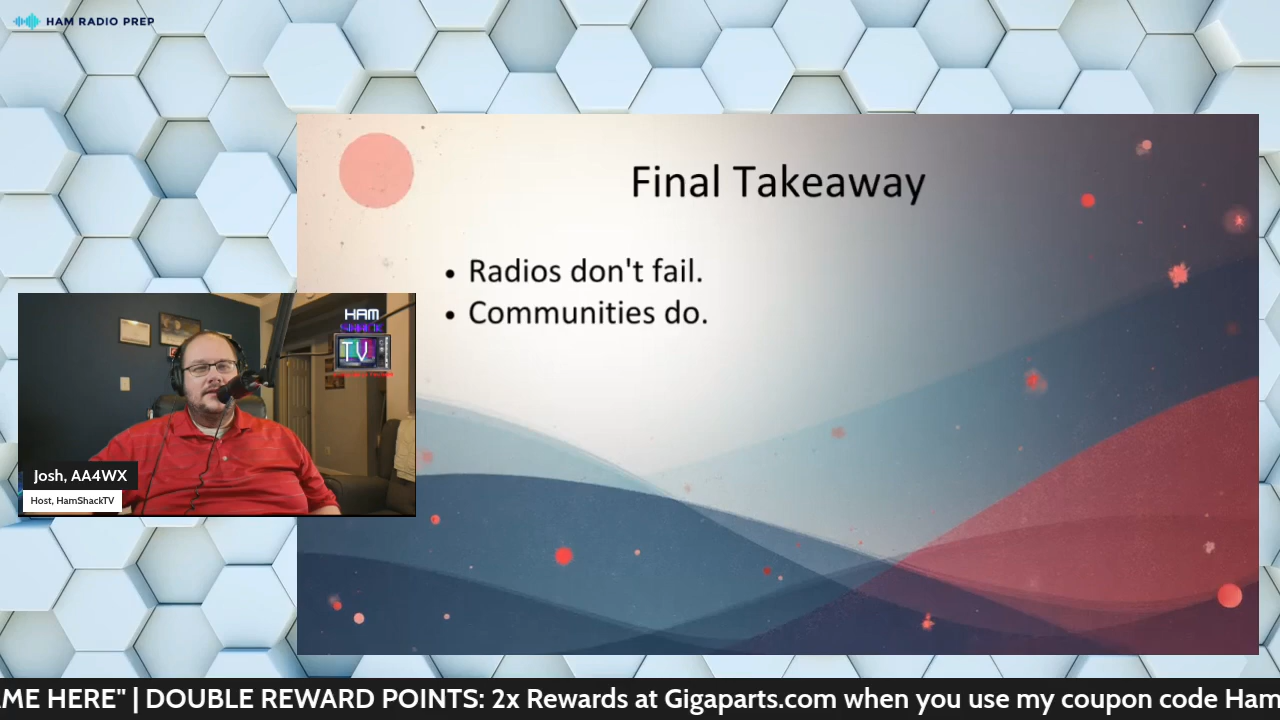 HAM RADIO PREP
Final Takeaway
• Radios don't fail.
• Communities do.
HAM
SHACK
TV
Josh, AA4WX
Host, HamShackTV
ME HERE" | DOUBLE REWARD POINTS: 2x Rewards at Gigaparts.com when you use my coupon code Ham